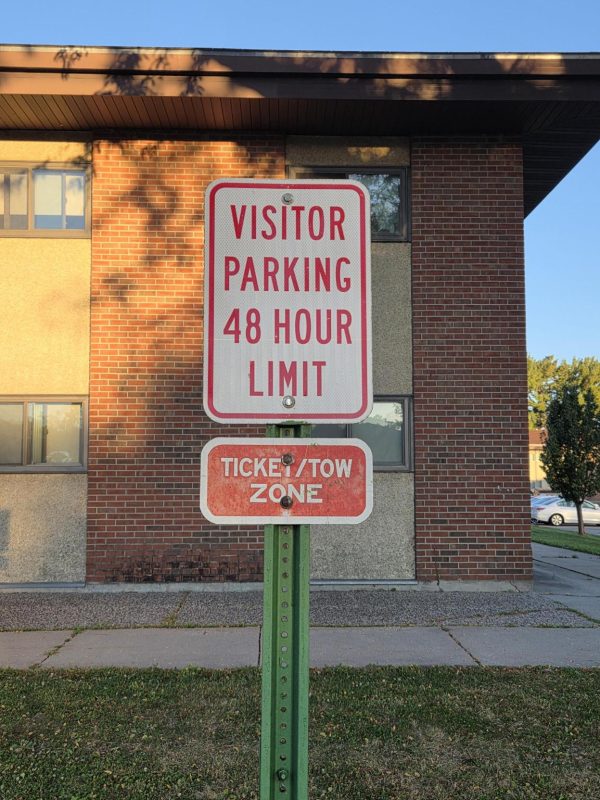 VISITOR
PARKING
48 HOUR
LIMIT
TICKET/TOW
ZONE